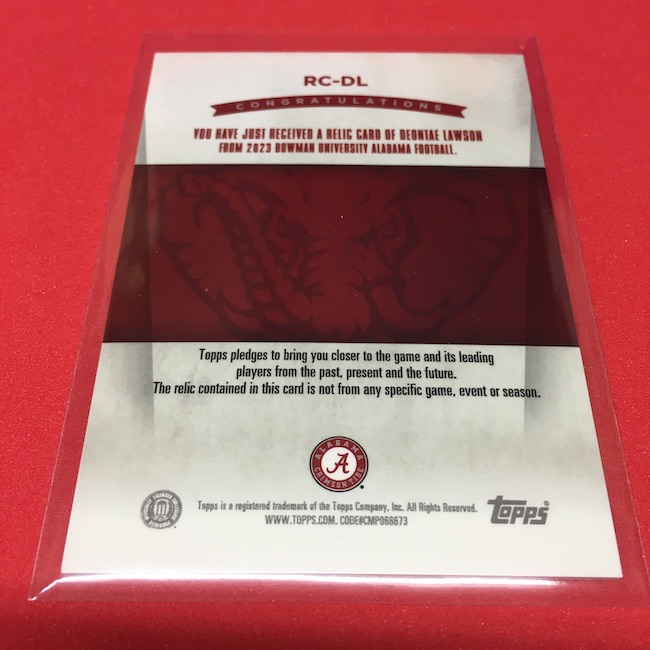 RC-DL
CONGRATULATIONS
YOU HAVE JUST RECEIVED A RELIC CARD OF DEONTAE LAWSON
FROM 2023 BOWMAN UNIVERSITY ALABAMA FOOTBALL.
Topps pledges to bring you closer to the game and its leading
players from the past, present and the future.
The relic contained in this card is not from any specific game, event or season.
ALABAMA
A
CRIMSON TIDE
Topps is a registered trademark of the Topps Company, Inc. All Rights Reserved.
WWW.TOPPS.COM. CODE#CMP066673
Topps